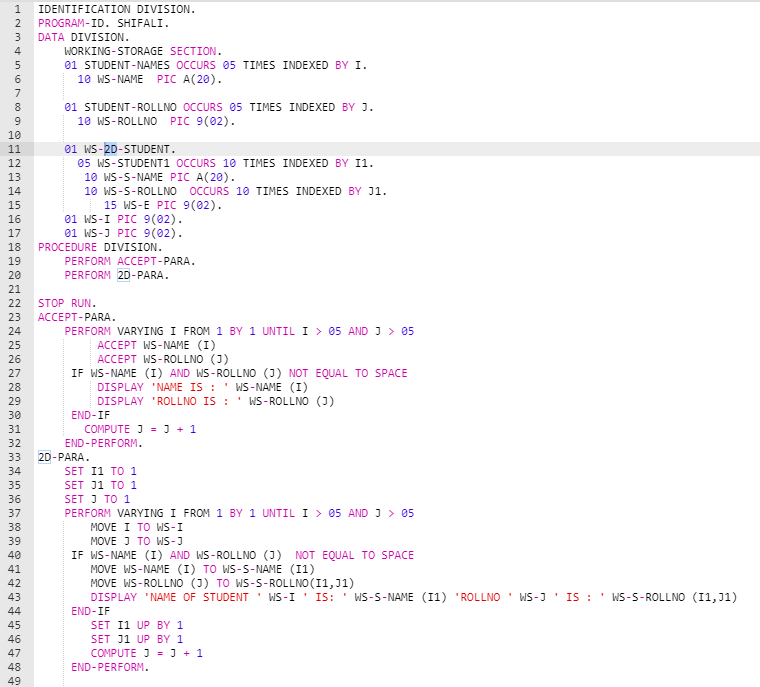 1 IDENTIFICATION DIVISION.
2 PROGRAM-ID. SHIFALI.
3 DATA DIVISION.
4     WORKING-STORAGE SECTION.
5     01 STUDENT-NAMES OCCURS 05 TIMES INDEXED BY I.
6       10 WS-NAME  PIC A(20).
7
8     01 STUDENT-ROLLNO OCCURS 05 TIMES INDEXED BY J.
9       10 WS-ROLLNO  PIC 9(02).
10
11     01 WS-2D-STUDENT.
12       05 WS-STUDENT1 OCCURS 10 TIMES INDEXED BY I1.
13        10 WS-S-NAME PIC A(20).
14        10 WS-S-ROLLNO  OCCURS 10 TIMES INDEXED BY J1.
15           15 WS-E PIC 9(02).
16     01 WS-I PIC 9(02).
17     01 WS-J PIC 9(02).
18 PROCEDURE DIVISION.
19     PERFORM ACCEPT-PARA.
20     PERFORM 2D-PARA.
21
22 STOP RUN.
23 ACCEPT-PARA.
24     PERFORM VARYING I FROM 1 BY 1 UNTIL I > 05 AND J > 05
25          ACCEPT WS-NAME (I)
26          ACCEPT WS-ROLLNO (J)
27      IF WS-NAME (I) AND WS-ROLLNO (J) NOT EQUAL TO SPACE
28          DISPLAY 'NAME IS : ' WS-NAME (I)
29          DISPLAY 'ROLLNO IS : ' WS-ROLLNO (J)
30      END-IF
31        COMPUTE J = J + 1
32     END-PERFORM.
33 2D-PARA.
34     SET I1 TO 1
35     SET J1 TO 1
36     SET J TO 1
37     PERFORM VARYING I FROM 1 BY 1 UNTIL I > 05 AND J > 05
38         MOVE I TO WS-I
39         MOVE J TO WS-J
40      IF WS-NAME (I) AND WS-ROLLNO (J)  NOT EQUAL TO SPACE
41         MOVE WS-NAME (I) TO WS-S-NAME (I1)
42         MOVE WS-ROLLNO (J) TO WS-S-ROLLNO(I1,J1)
43         DISPLAY 'NAME OF STUDENT ' WS-I ' IS: ' WS-S-NAME (I1) 'ROLLNO ' WS-J ' IS : ' WS-S-ROLLNO (I1,J1)
44      END-IF
45         SET I1 UP BY 1
46         SET J1 UP BY 1
47         COMPUTE J = J + 1
48      END-PERFORM.
49